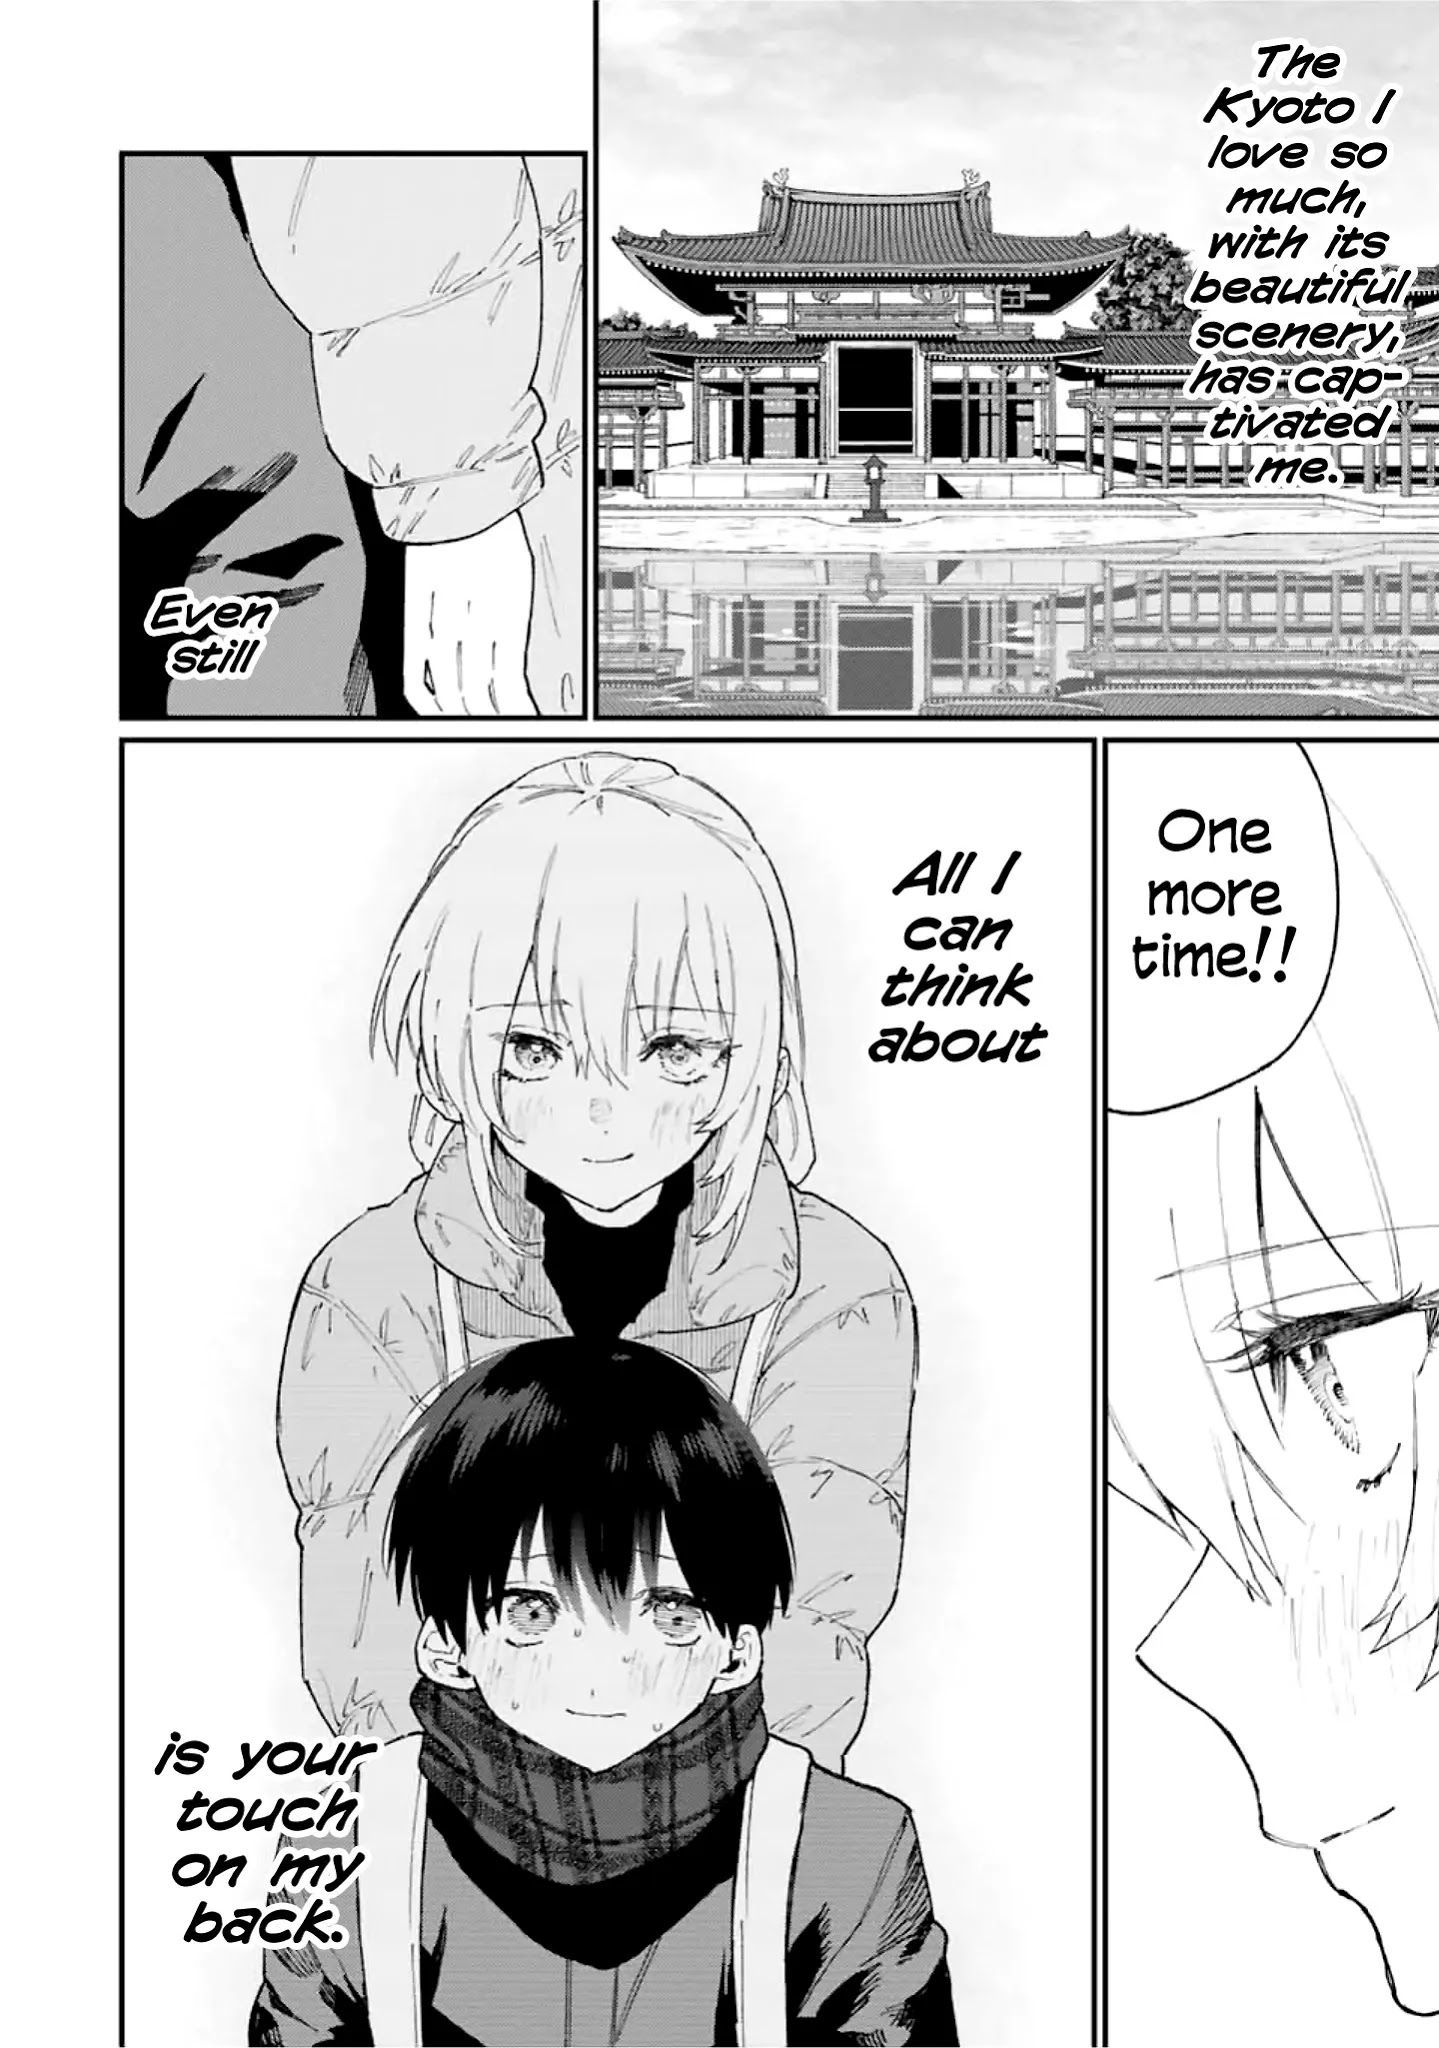 The
Kyoto I
love so
much,
with its
beautiful
scenery,
has cap-
tivated
me.
Even
still
One
more
time!!
All I
can
think
about
is your
touch
on my
back.